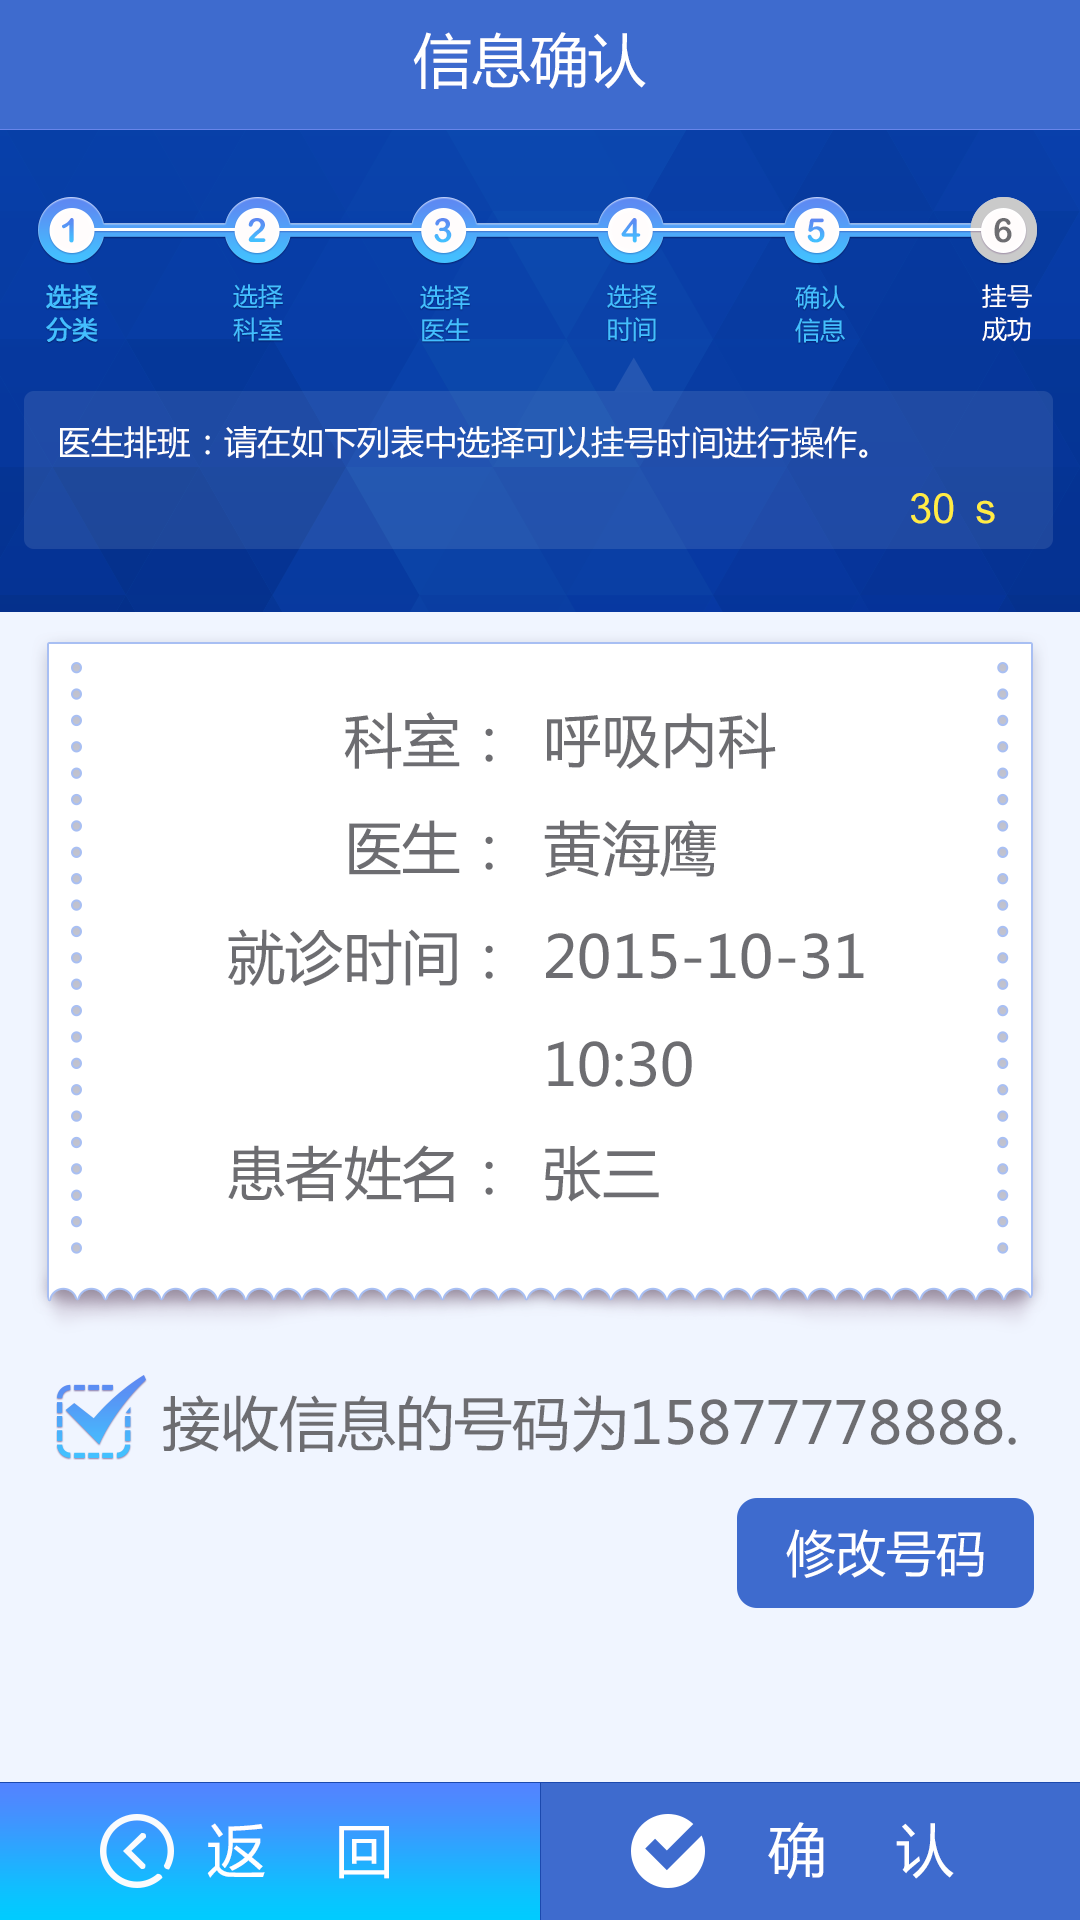 信息确认
1 2 3 4 5 6
选择 选择 选择 选择 确认 挂号
分类 科室 医生 时间 信息 成功
医生排班：请在如下列表中选择可以挂号时间进行操作。
30 s
科室： 呼吸内科
医生： 黄海鹰
就诊时间： 2015-10-31
10:30
患者姓名： 张三
接收信息的号码为15877778888.
修改号码
返 回 确 认